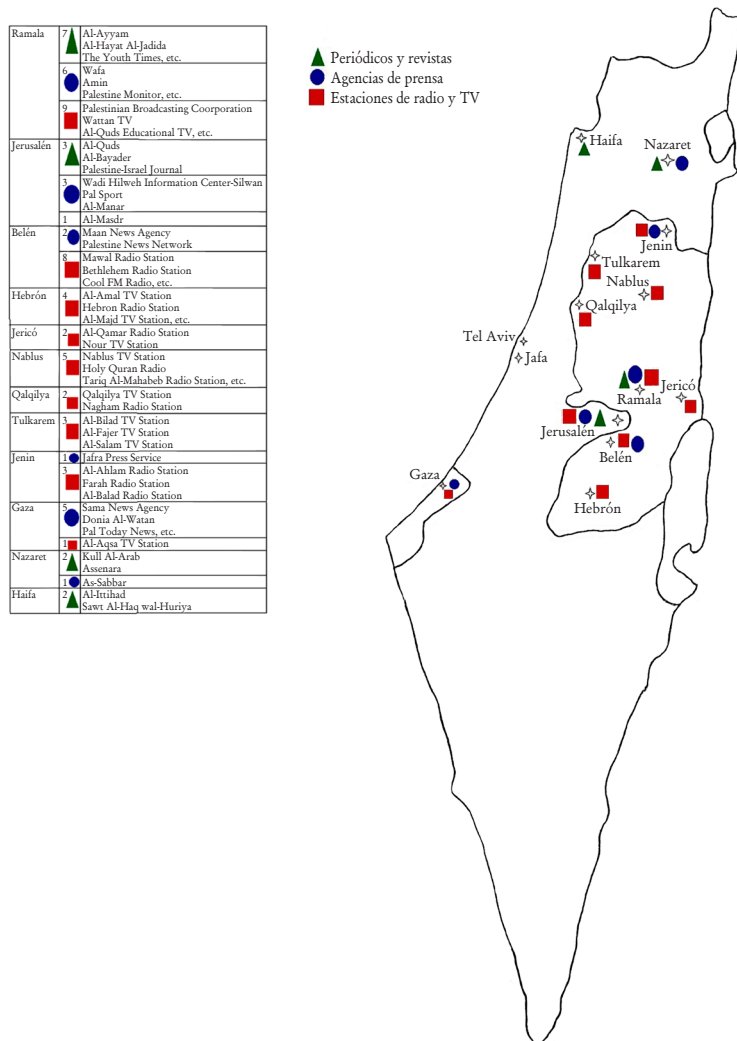 Ramala
7
Al-Ayyam
Al-Hayat Al-Jadida
The Youth Times, etc.
6
Wafa
Amin
Palestine Monitor, etc.
9
Palestinian Broadcasting Coorporation
Wattan TV
Al-Quds Educational TV, etc.
Jerusalén
3
Al-Quds
Al-Bayader
Palestine-Israel Journal
3
Wadi Hilweh Information Center-Silwan
Pal Sport
Al-Manar
1
Al-Masdr
Belén
2
Maan News Agency
Palestine News Network
8
Mawal Radio Station
Bethlehem Radio Station
Cool FM Radio, etc.
Hebrón
4
Al-Amal TV Station
Hebron Radio Station
Al-Majd TV Station, etc.
Jericó
2
Al-Qamar Radio Station
Nour TV Station
Nablus
5
Nablus TV Station
Holy Quran Radio
Tariq Al-Mahabeb Radio Station, etc.
Qalqilya
2
Qalqilya TV Station
Nagham Radio Station
Tulkarem
3
Al-Bilad TV Station
Al-Fajer TV Station
Al-Salam TV Station
Jenin
1
Jafra Press Service
3
Al-Ahlam Radio Station
Farah Radio Station
Al-Balad Radio Station
Gaza
5
Sama News Agency
Donia Al-Watan
Pal Today News, etc.
1
Al-Aqsa TV Station
Nazaret
2
Kull Al-Arab
Assenara
1
As-Sabbar
Haifa
2
Al-Ittihad
Sawt Al-Haq wal-Huriya
Periódicos y revistas
Agencias de prensa
Estaciones de radio y TV
Haifa
Nazaret
Jenin
Tulkarem
Nablus
Qalqilya
Tel Aviv
Jafa
Ramala
Jericó
Jerusalén
Belén
Gaza
Hebrón